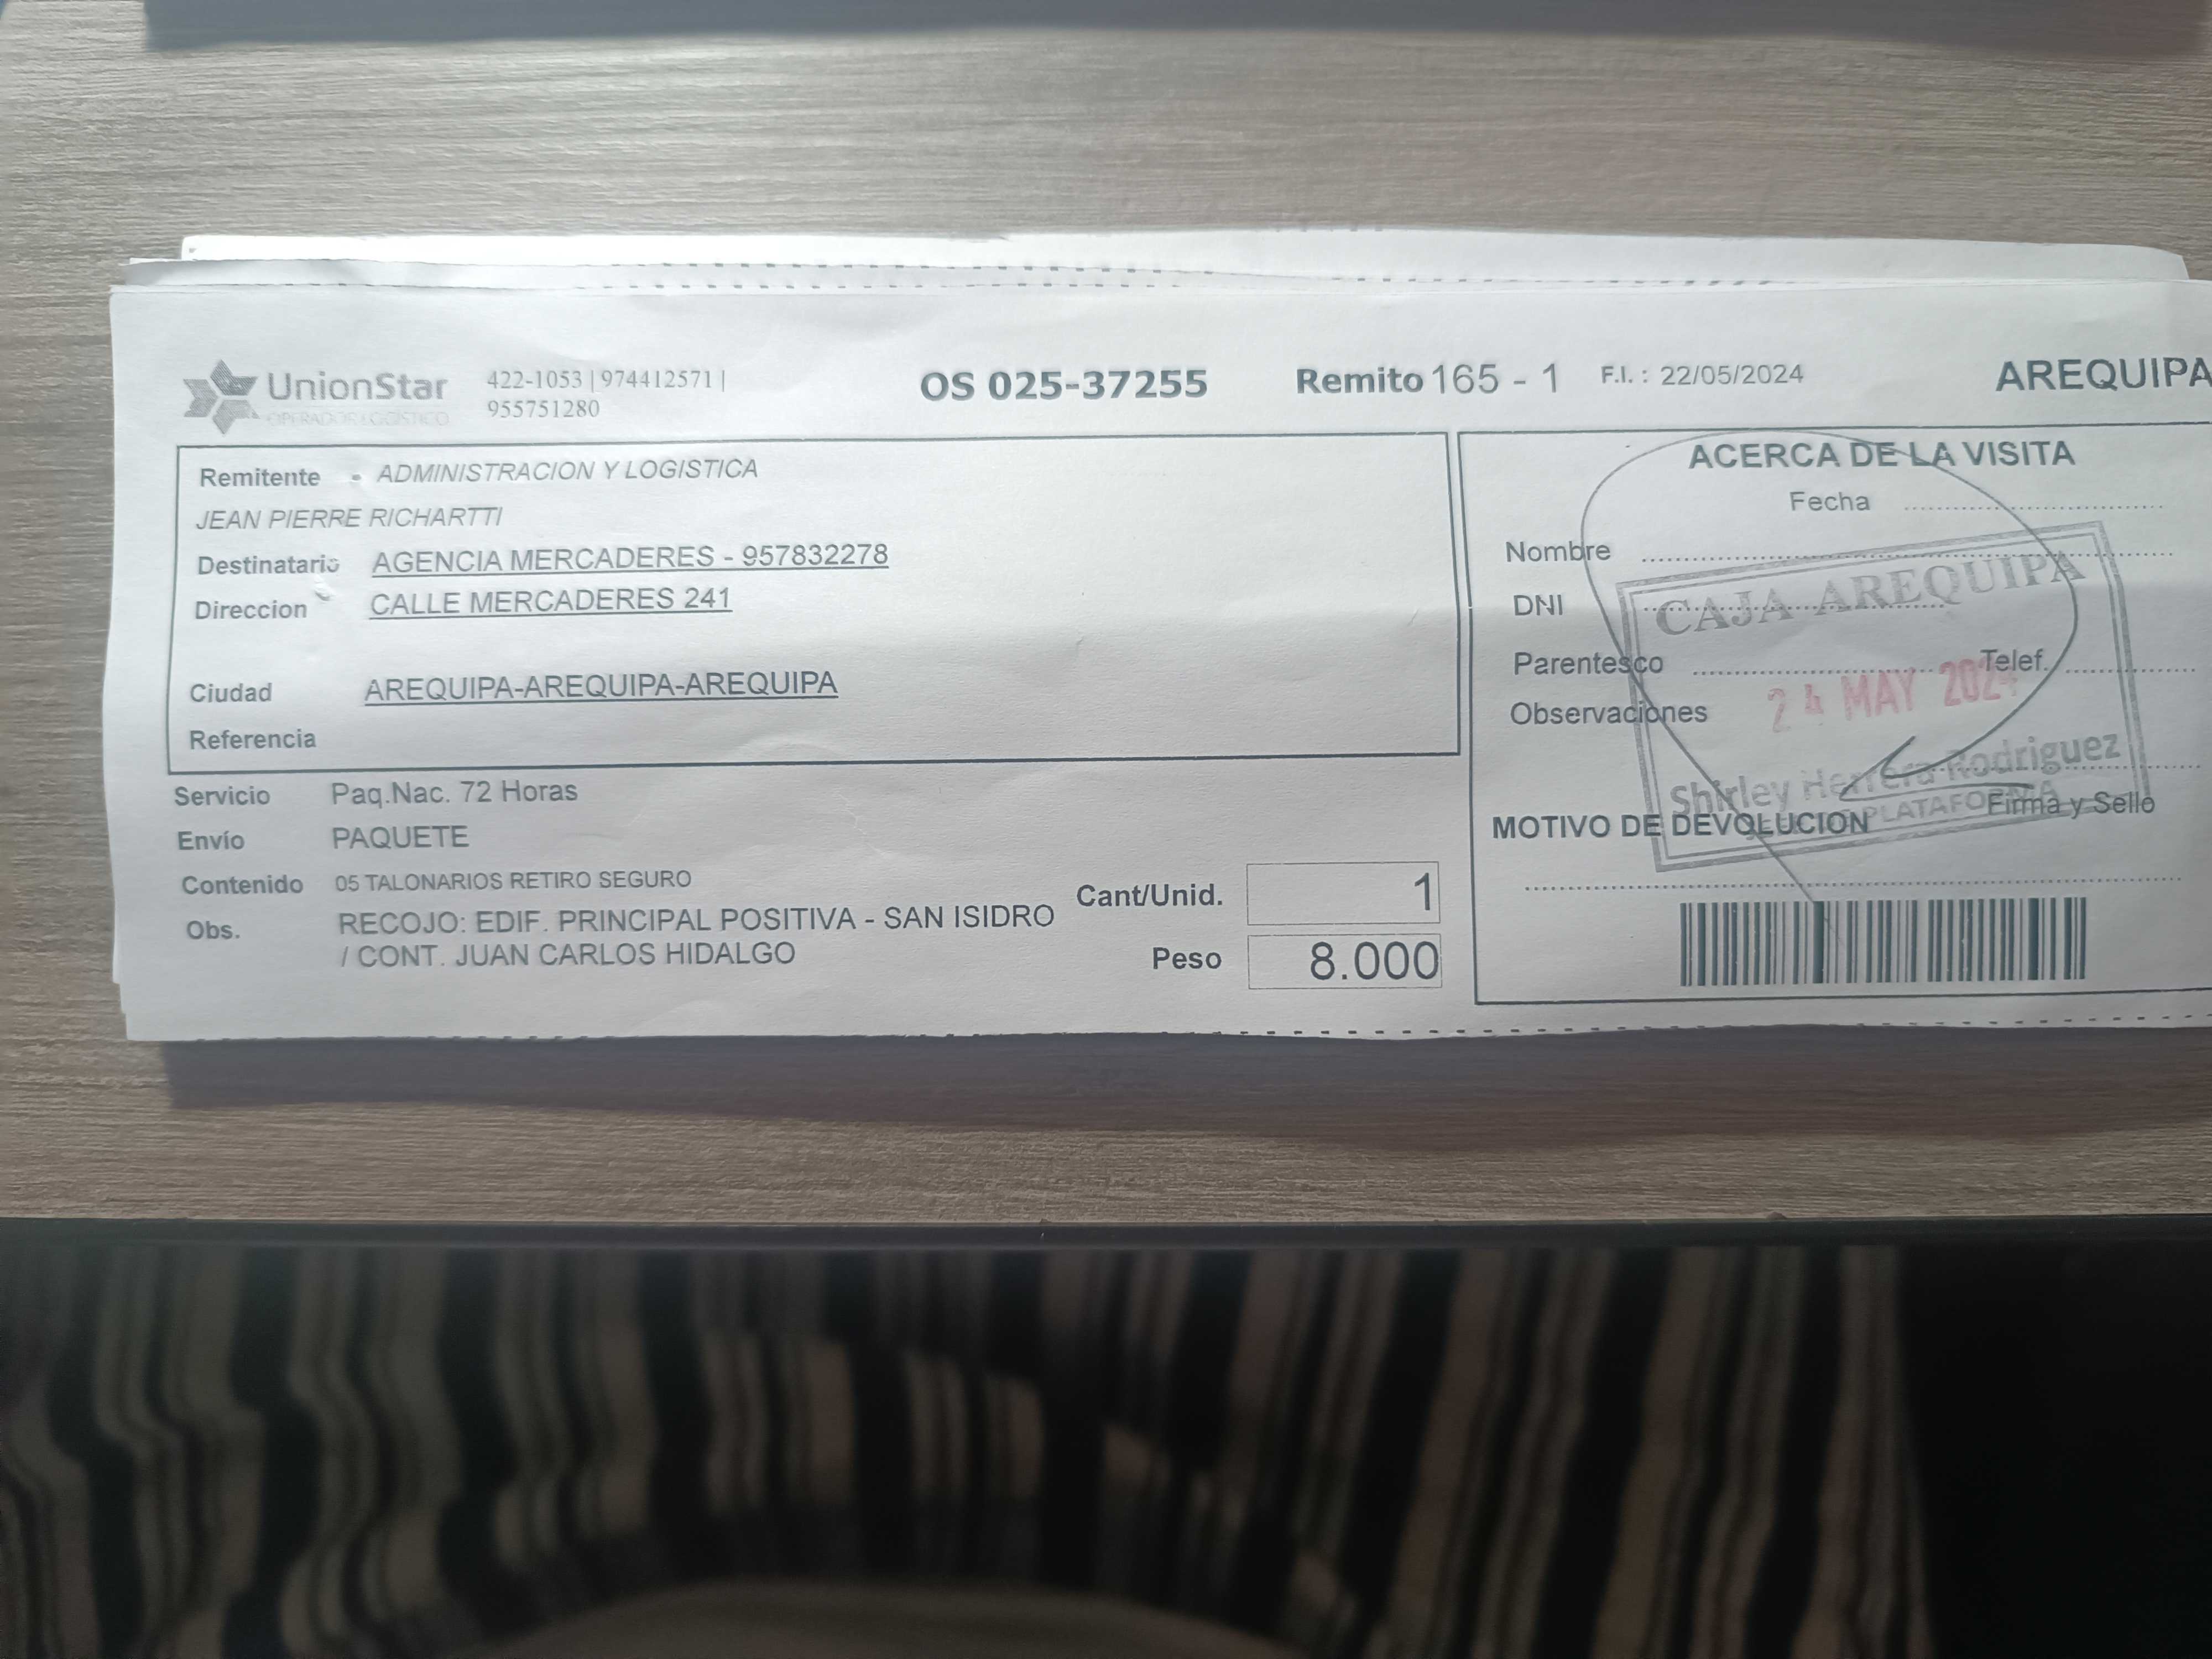 UnionStar
OPERADOR LOGISTICO
422-1053 | 974412571 |
955751280
OS 025-37255
Remito 165 - 1
F.I. : 22/05/2024
AREQUIPA
Remitente - ADMINISTRACION Y LOGISTICA
JEAN PIERRE RICHARTTI
Destinatario AGENCIA MERCADERES - 957832278
Direccion CALLE MERCADERES 241
Ciudad AREQUIPA-AREQUIPA-AREQUIPA
Referencia
Servicio Paq.Nac. 72 Horas
Envío PAQUETE
Contenido 05 TALONARIOS RETIRO SEGURO
Obs. RECOJO: EDIF. PRINCIPAL POSITIVA - SAN ISIDRO
/ CONT. JUAN CARLOS HIDALGO
Cant/Unid. 1
Peso 8.000
ACERCA DE LA VISITA
Fecha
Nombre
DNI
Parentesco
Telef.
Observaciones
Firma y Sello
MOTIVO DE DEVOLUCION
CAJA AREQUIPA
24 MAY 2024
Shirley Herrera Rodriguez
PLATAFORMA